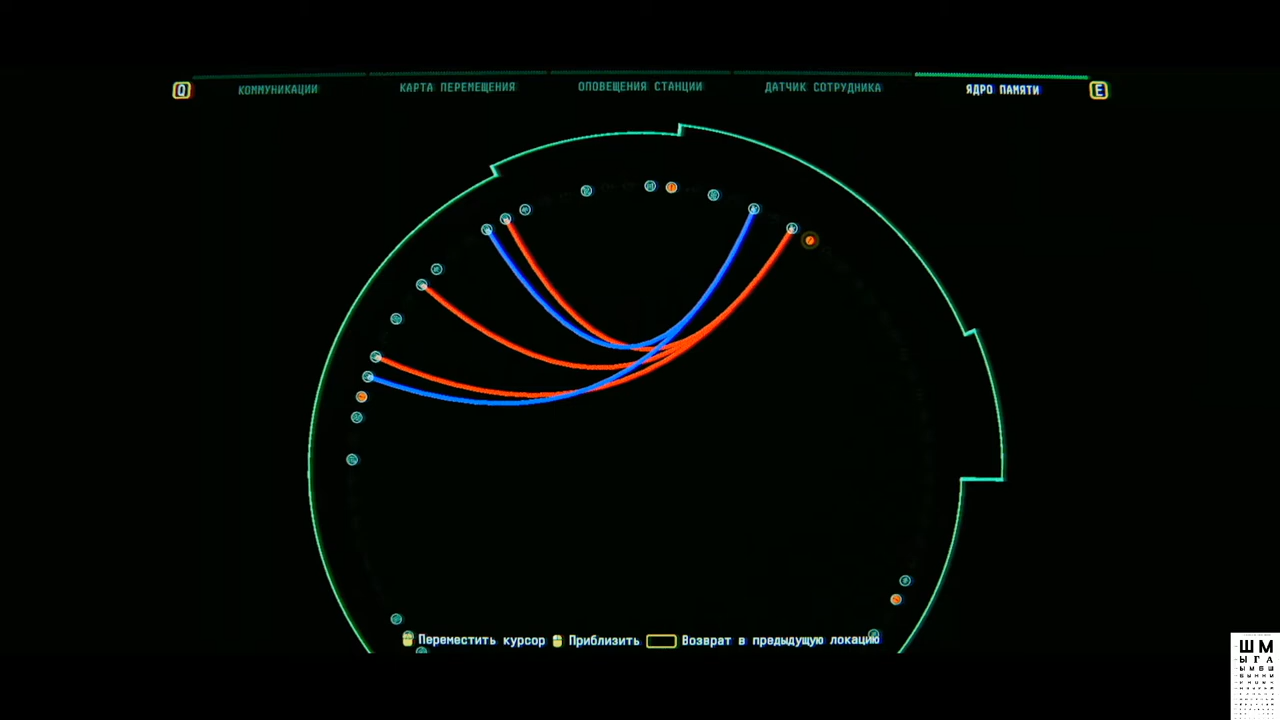 Q КОММУНИКАЦИИ КАРТА ПЕРЕМЕЩЕНИЯ ОПОВЕЩЕНИЯ СТАНЦИИ ДАТЧИК СОТРУДНИКА ЯДРО ПАМЯТИ E
Переместить курсор Приблизить Возврат в предыдущую локацию
Ш М
Ы Г А
Ы М Б Ш